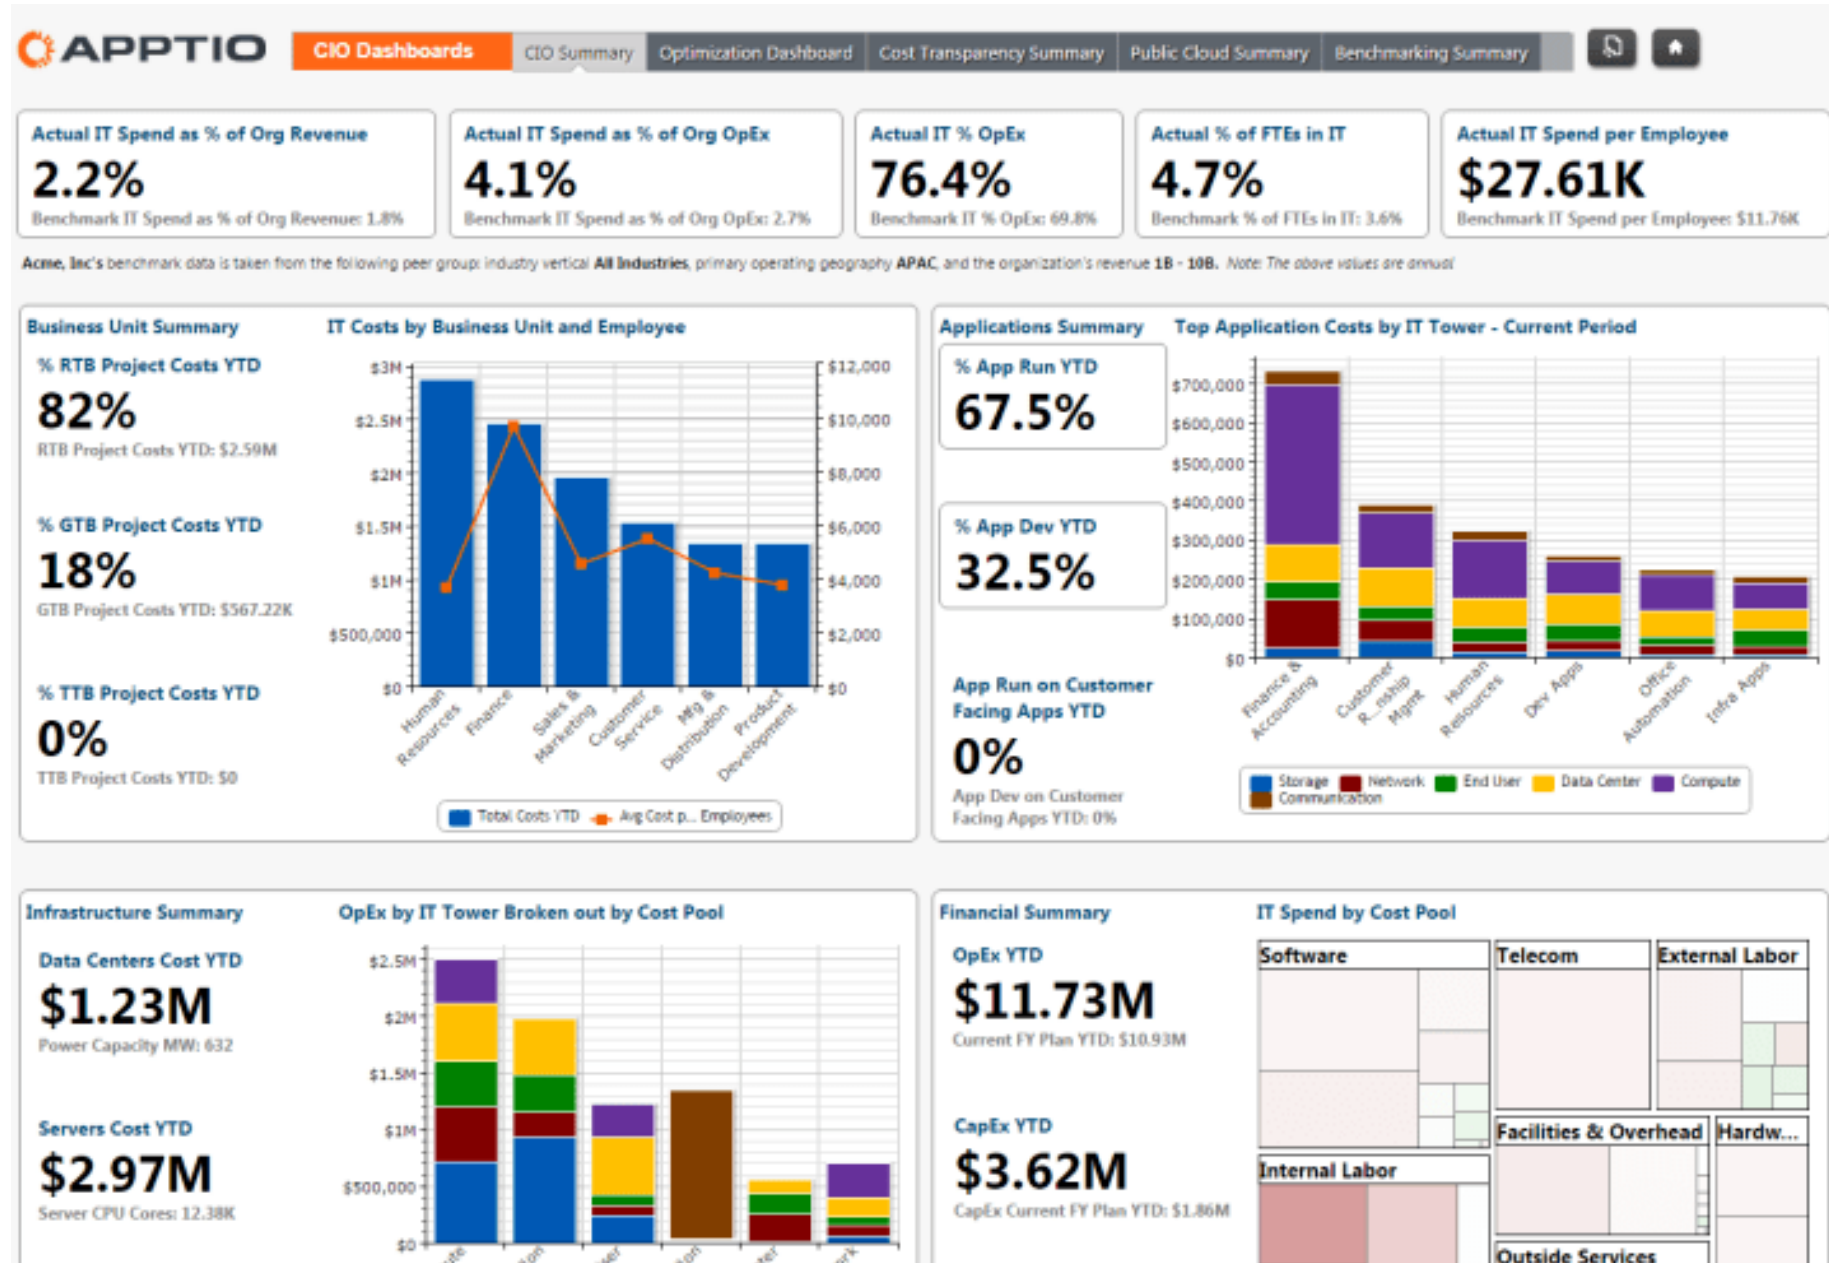 APPTIO
CIO Dashboards
CIO Summary
Optimization Dashboard
Cost Transparency Summary
Public Cloud Summary
Benchmarking Summary
Actual IT Spend as % of Org Revenue
2.2%
Benchmark IT Spend as % of Org Revenue: 1.8%
Actual IT Spend as % of Org OpEx
4.1%
Benchmark IT Spend as % of Org OpEx: 2.7%
Actual IT % OpEx
76.4%
Benchmark IT % OpEx: 69.8%
Actual % of FTEs in IT
4.7%
Benchmark % of FTEs in IT: 3.6%
Actual IT Spend per Employee
$27.61K
Benchmark IT Spend per Employee: $11.76K
Acme, Inc's benchmark data is taken from the following peer group: industry vertical All Industries, primary operating geography APAC, and the organization's revenue 1B - 10B. Note: The above values are annual
Business Unit Summary
% RTB Project Costs YTD
82%
RTB Project Costs YTD: $2.59M
% GTB Project Costs YTD
18%
GTB Project Costs YTD: $567.22K
% TTB Project Costs YTD
0%
TTB Project Costs YTD: $0
IT Costs by Business Unit and Employee
$3M
$2.5M
$2M
$1.5M
$1M
$500,000
$0
$12,000
$10,000
$8,000
$6,000
$4,000
$2,000
$0
Human
Resources
Finance
Sales &
Marketing
Customer
Service
Mfg &
Distribution
Product
Development
Total Costs YTD
Avg Cost p... Employees
Applications Summary
% App Run YTD
67.5%
% App Dev YTD
32.5%
App Run on Customer
Facing Apps YTD
0%
App Dev on Customer
Facing Apps YTD: 0%
Top Application Costs by IT Tower - Current Period
$700,000
$600,000
$500,000
$400,000
$300,000
$200,000
$100,000
$0
Finance &
Accounting
Customer
R...nship
Mgmt
Human
Resources
Dev Apps
Office
Automation
Infra Apps
Storage
Network
End User
Data Center
Compute
Communication
Infrastructure Summary
Data Centers Cost YTD
$1.23M
Power Capacity MW: 632
Servers Cost YTD
$2.97M
Server CPU Cores: 12.38K
OpEx by IT Tower Broken out by Cost Pool
$2.5M
$2M
$1.5M
$1M
$500,000
$0
Financial Summary
OpEx YTD
$11.73M
Current FY Plan YTD: $10.93M
CapEx YTD
$3.62M
CapEx Current FY Plan YTD: $1.86M
IT Spend by Cost Pool
Software
Telecom
External Labor
Facilities & Overhead
Hardw...
Internal Labor
Outside Services